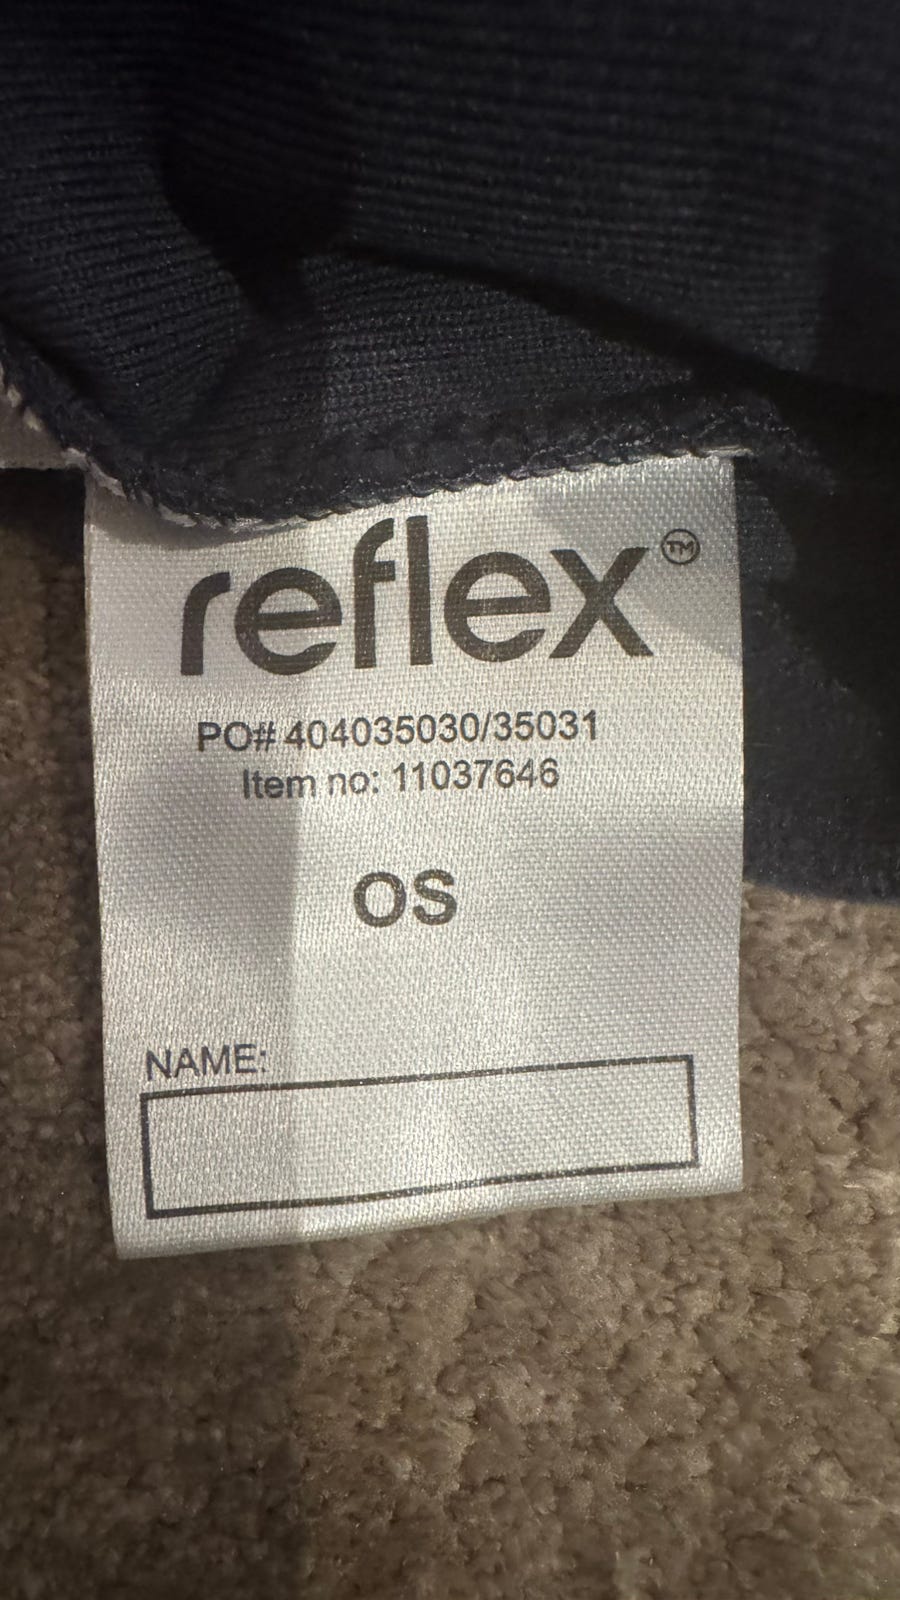 reflex™
PO# 404035030/35031
Item no: 11037646
OS
NAME: